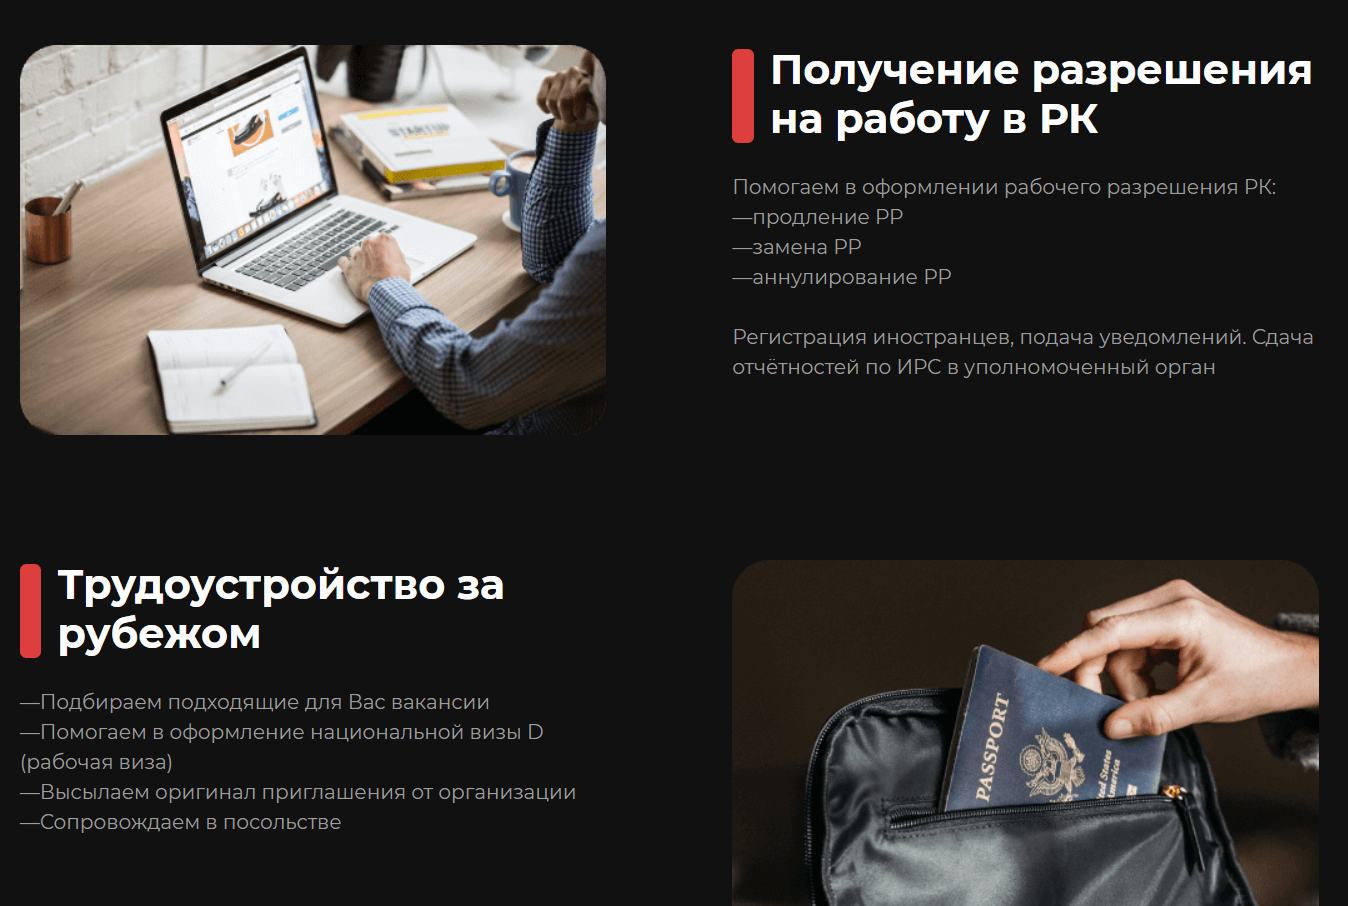 STARTUP
Получение разрешения
на работу в РК
Помогаем в оформлении рабочего разрешения РК:
—продление РР
—замена РР
—аннулирование РР
Регистрация иностранцев, подача уведомлений. Сдача
отчётностей по ИРС в уполномоченный орган
Трудоустройство за
рубежом
—Подбираем подходящие для Вас вакансии
—Помогаем в оформление национальной визы D
(рабочая виза)
—Высылаем оригинал приглашения от организации
—Сопровождаем в посольстве
PASSPORT
ted States
America